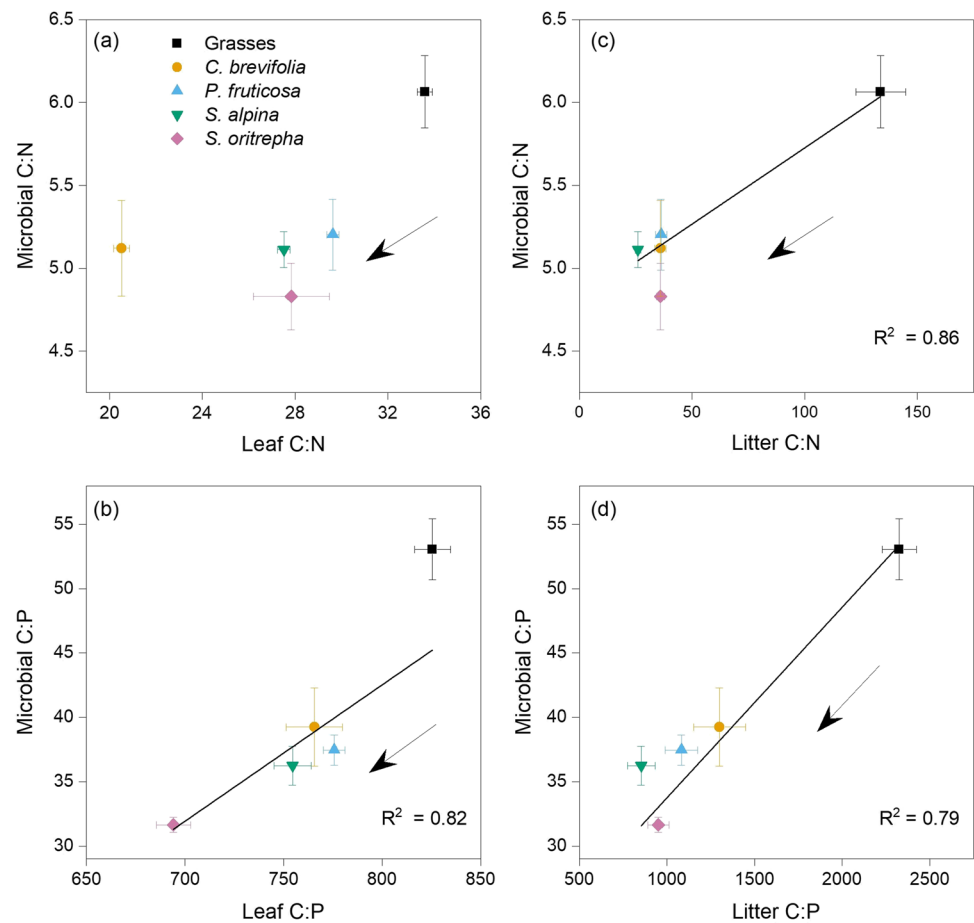 (a)
Grasses
C. brevifolia
P. fruticosa
S. alpina
S. oritrepha
6.5
6.0
5.5
5.0
4.5
Microbial C:N
20 24 28 32 36
Leaf C:N
(c)
6.5
6.0
5.5
5.0
4.5
Microbial C:N
R² = 0.86
0 50 100 150
Litter C:N
(b)
55
50
45
40
35
30
Microbial C:P
R² = 0.82
650 700 750 800 850
Leaf C:P
(d)
55
50
45
40
35
30
Microbial C:P
R² = 0.79
500 1000 1500 2000 2500
Litter C:P